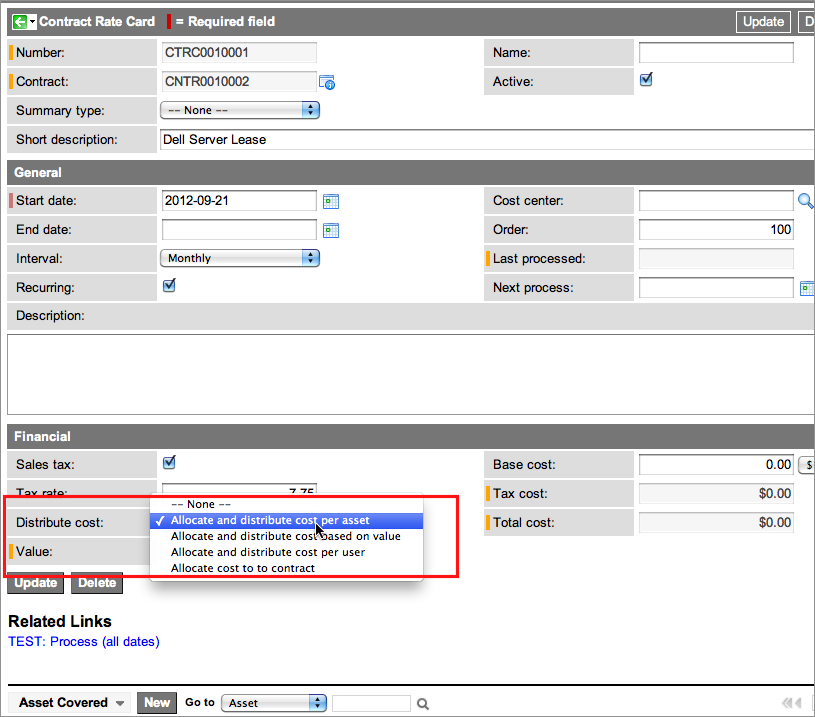 Contract Rate Card = Required field Update D
Number: CTRC0010001 Name:
Contract: CNTR0010002 Active:
Summary type: -- None --
Short description: Dell Server Lease
General
Start date: 2012-09-21 Cost center:
End date: Order: 100
Interval: Monthly Last processed:
Recurring: Next process:
Description:
Financial
Sales tax: Base cost: 0.00 $
Tax rate: 7.75 Tax cost: $0.00
-- None --
Distribute cost: ✓ Allocate and distribute cost per asset Total cost: $0.00
Allocate and distribute cost based on value
Value: Allocate and distribute cost per user
Allocate cost to to contract
Update Delete
Related Links
TEST: Process (all dates)
Asset Covered New Go to Asset